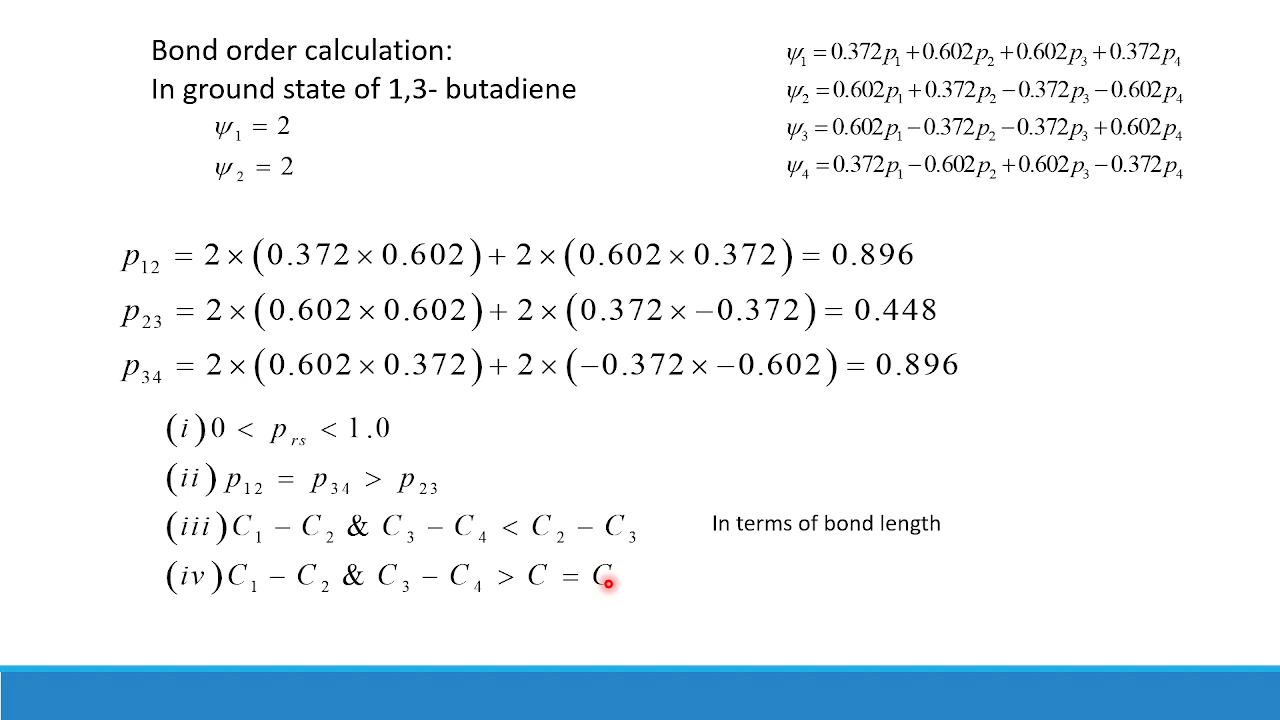 Bond order calculation:
In ground state of 1,3- butadiene
ψ₁ = 2
ψ₂ = 2
ψ₁ = 0.372p₁ + 0.602p₂ + 0.602p₃ + 0.372p₄
ψ₂ = 0.602p₁ + 0.372p₂ − 0.372p₃ − 0.602p₄
ψ₃ = 0.602p₁ − 0.372p₂ − 0.372p₃ + 0.602p₄
ψ₄ = 0.372p₁ − 0.602p₂ + 0.602p₃ − 0.372p₄
p₁₂ = 2×(0.372×0.602)+2×(0.602×0.372)=0.896
p₂₃ = 2×(0.602×0.602)+2×(0.372×−0.372)=0.448
p₃₄ = 2×(0.602×0.372)+2×(−0.372×−0.602)=0.896
(i) 0 < pᵣₛ < 1.0
(ii) p₁₂ = p₃₄ > p₂₃
(iii) C₁ − C₂ & C₃ − C₄ < C₂ − C₃ In terms of bond length
(iv) C₁ − C₂ & C₃ − C₄ > C = C